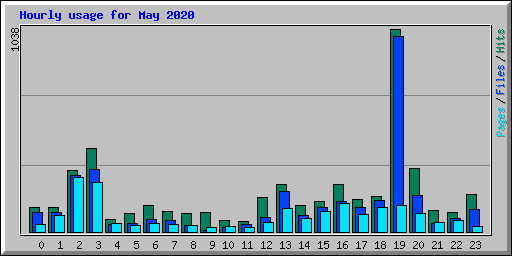 Hourly usage for May 2020
1038
Pages/Files/Hits
0 1 2 3 4 5 6 7 8 9 10 11 12 13 14 15 16 17 18 19 20 21 22 23